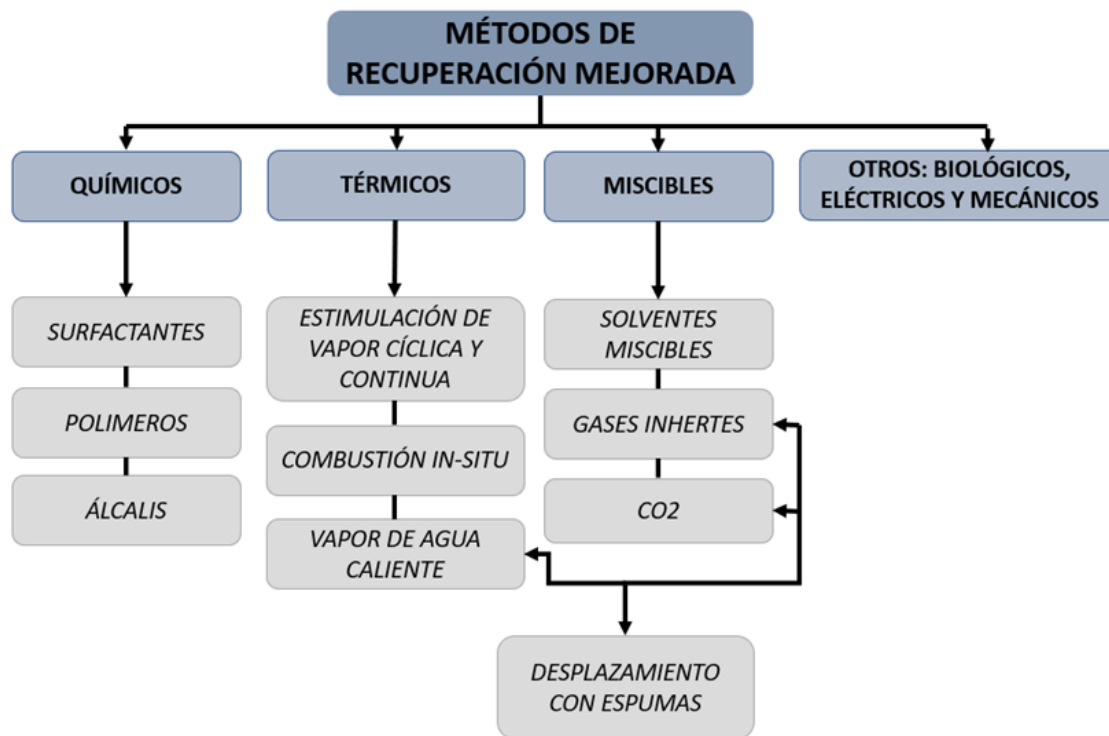 MÉTODOS DE
RECUPERACIÓN MEJORADA
QUÍMICOS
TÉRMICOS
MISCIBLES
OTROS: BIOLÓGICOS,
ELÉCTRICOS Y MECÁNICOS
SURFACTANTES
POLIMEROS
ÁLCALIS
ESTIMULACIÓN DE
VAPOR CÍCLICA Y
CONTINUA
COMBUSTIÓN IN-SITU
VAPOR DE AGUA
CALIENTE
SOLVENTES
MISCIBLES
GASES INHERTES
CO2
DESPLAZAMIENTO
CON ESPUMAS